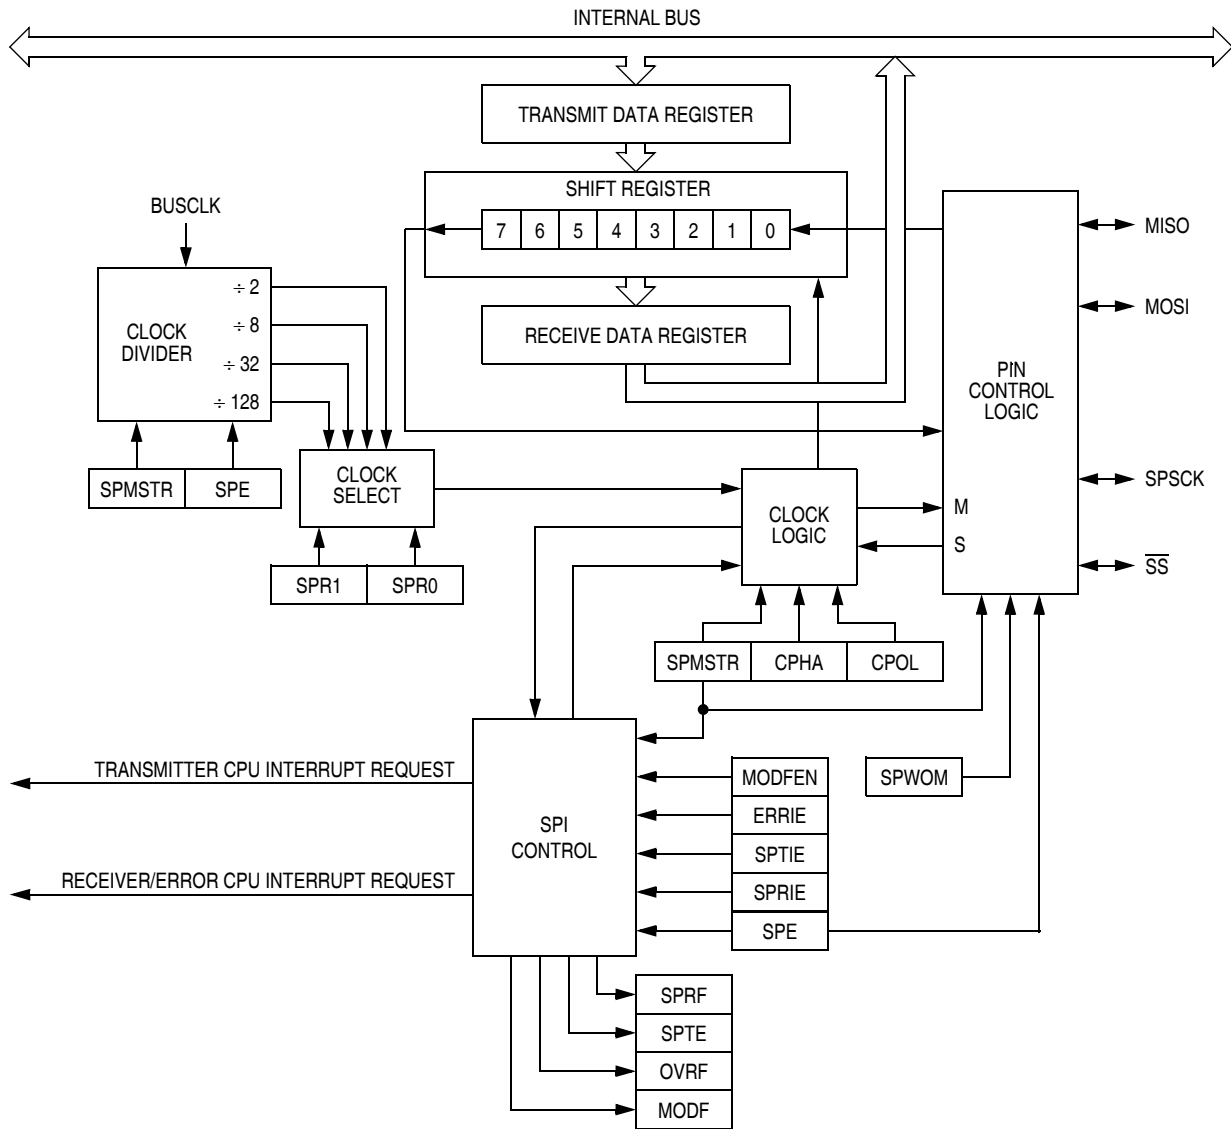 INTERNAL BUS
TRANSMIT DATA REGISTER
SHIFT REGISTER
7 6 5 4 3 2 1 0
BUSCLK
MISO
÷ 2
÷ 8
÷ 32
÷ 128
CLOCK
DIVIDER
RECEIVE DATA REGISTER
MOSI
PIN
CONTROL
LOGIC
SPMSTR SPE
CLOCK
SELECT
SPSCK
M
S
CLOCK
LOGIC
SS
SPR1 SPR0
SPMSTR CPHA CPOL
TRANSMITTER CPU INTERRUPT REQUEST
MODFEN
SPWOM
ERRIE
SPI
CONTROL
SPTIE
RECEIVER/ERROR CPU INTERRUPT REQUEST
SPRIE
SPE
SPRF
SPTE
OVRF
MODF